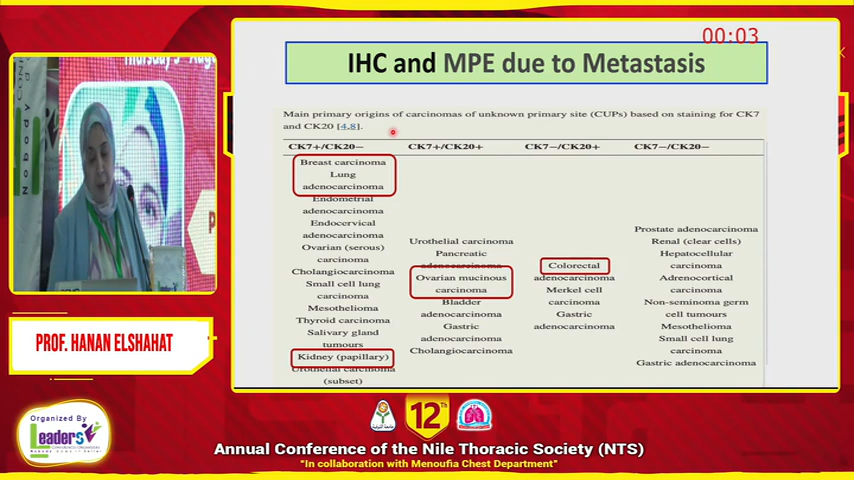 00:03
Thursday 3
Nobody
CONF
IHC and MPE due to Metastasis
Main primary origins of carcinomas of unknown primary site (CUPs) based on staining for CK7
and CK20 [4,8].
CK7+/CK20−
Breast carcinoma
Lung
adenocarcinoma
Endometrial
adenocarcinoma
Endocervical
adenocarcinoma
Ovarian (serous)
carcinoma
Cholangiocarcinoma
Small cell lung
carcinoma
Mesothelioma
Thyroid carcinoma
Salivary gland
tumours
Kidney (papillary)
Urothelial carcinoma
(subset)
CK7+/CK20+
Urothelial carcinoma
Pancreatic
adenocarcinoma
Ovarian mucinous
carcinoma
Bladder
adenocarcinoma
Gastric
adenocarcinoma
Cholangiocarcinoma
CK7−/CK20+
Colorectal
adenocarcinoma
Merkel cell
carcinoma
Gastric
adenocarcinoma
CK7−/CK20−
Prostate adenocarcinoma
Renal (clear cells)
Hepatocellular
carcinoma
Adrenocortical
carcinoma
Non-seminoma germ
cell tumours
Mesothelioma
Small cell lung
carcinoma
Gastric adenocarcinoma
PROF. HANAN ELSHAHAT
Organized By
Leaders
12Th
Annual Conference of the Nile Thoracic Society (NTS)
"In collaboration with Menoufia Chest Department"